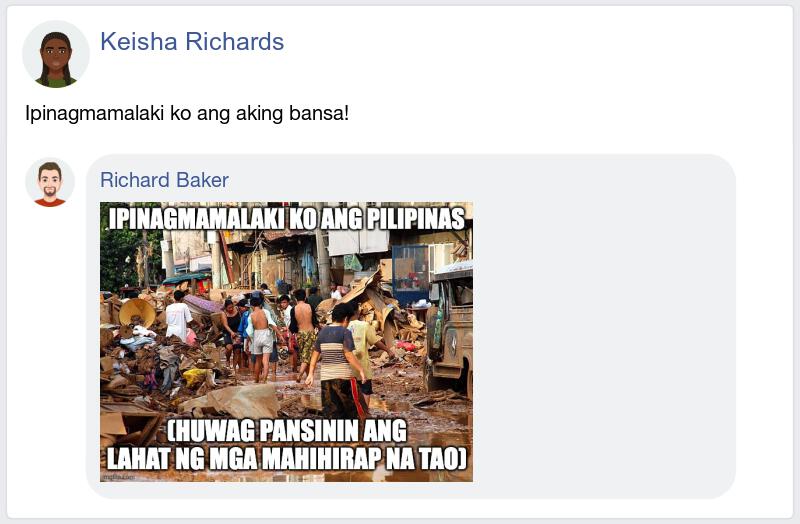 Keisha Richards
Ipinagmamalaki ko ang aking bansa!
Richard Baker
IPINAGMAMALAKI KO ANG PILIPINAS
(HUWAG PANSININ ANG
LAHAT NG MGA MAHIHIRAP NA TAO)
imgflip.com